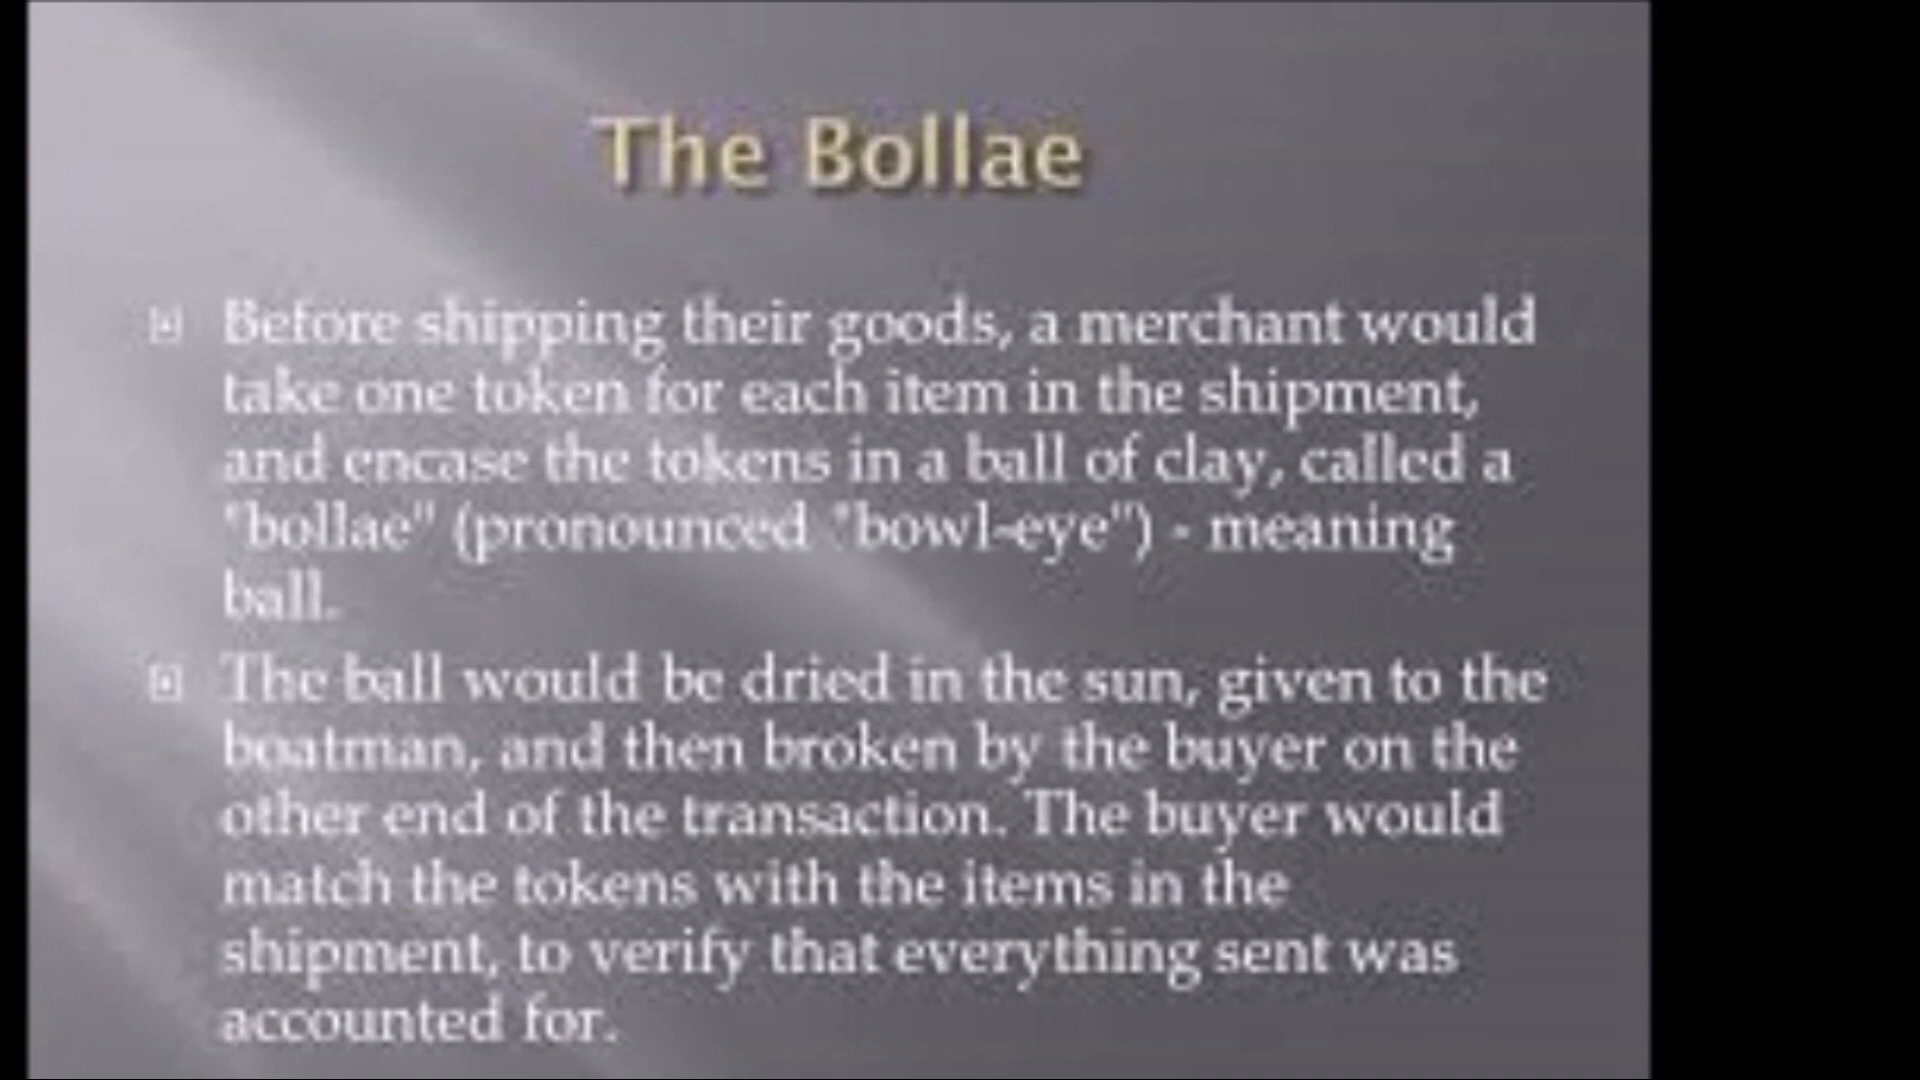 The Bollae
Before shipping their goods, a merchant would
take one token for each item in the shipment,
and encase the tokens in a ball of clay, called a
"bollae" (pronounced "bowl-eye") - meaning
ball.
The ball would be dried in the sun, given to the
boatman, and then broken by the buyer on the
other end of the transaction. The buyer would
match the tokens with the items in the
shipment, to verify that everything sent was
accounted for.